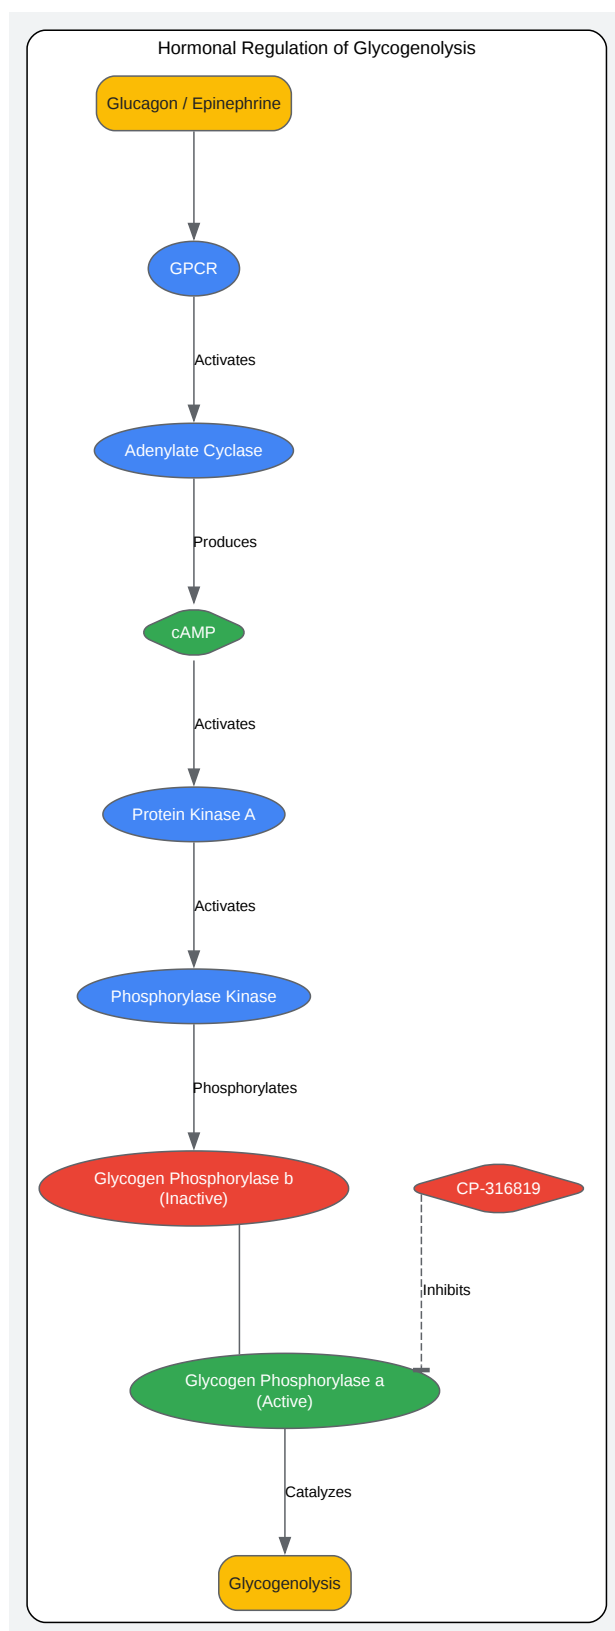 Hormonal Regulation of Glycogenolysis
Glucagon / Epinephrine
GPCR
Activates
Adenylate Cyclase
Produces
cAMP
Activates
Protein Kinase A
Activates
Phosphorylase Kinase
Phosphorylates
Glycogen Phosphorylase b
(Inactive)
CP-316819
Inhibits
Glycogen Phosphorylase a
(Active)
Catalyzes
Glycogenolysis